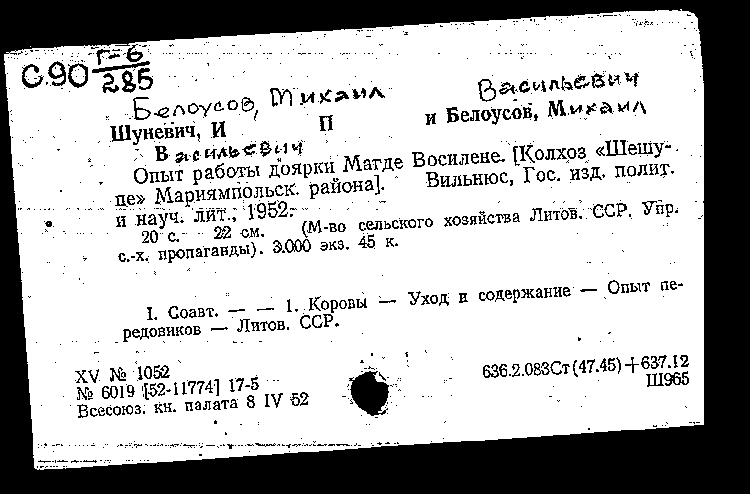 Г-6
С.90 285
Белоусов, Михаил Васильевич
Шуневич, И П и Белоусов, Михаил
Васильевич
Опыт работы доярки Магде Восилене. [Колхоз «Шешу-
пе» Мариямпольск. района]. Вильнюс, Гос. изд. полит.
и науч. лит., 1952.
20 с. 22 см. (М-во сельского хозяйства Литов. ССР. Упр.
с.-х. пропаганды). 3.000 экз. 45 к.
I. Соавт. — — 1. Коровы — Уход и содержание — Опыт пе-
редовиков — Литов. ССР.
XV № 1052
№ 6019 [52-11774] 17-5
Всесоюз. кн. палата 8 IV 52
636.2.083Ст(47.45)+637.12
Ш965